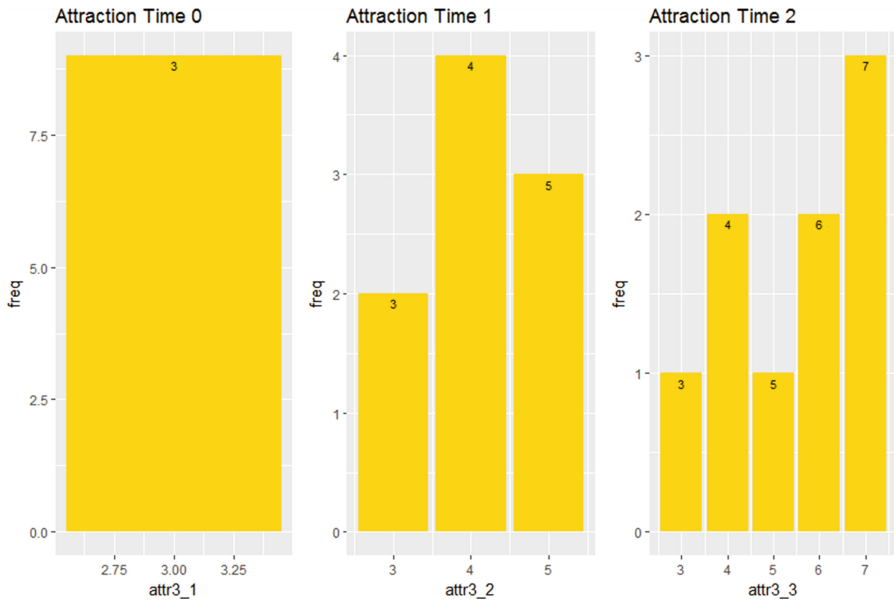 Attraction Time 0
freq
7.5
5.0
2.5
0.0
3
2.75 3.00 3.25
attr3_1
Attraction Time 1
freq
4
3
2
1
0
3
4
5
3 4 5
attr3_2
Attraction Time 2
freq
3
2
1
0
3
4
5
6
7
3 4 5 6 7
attr3_3